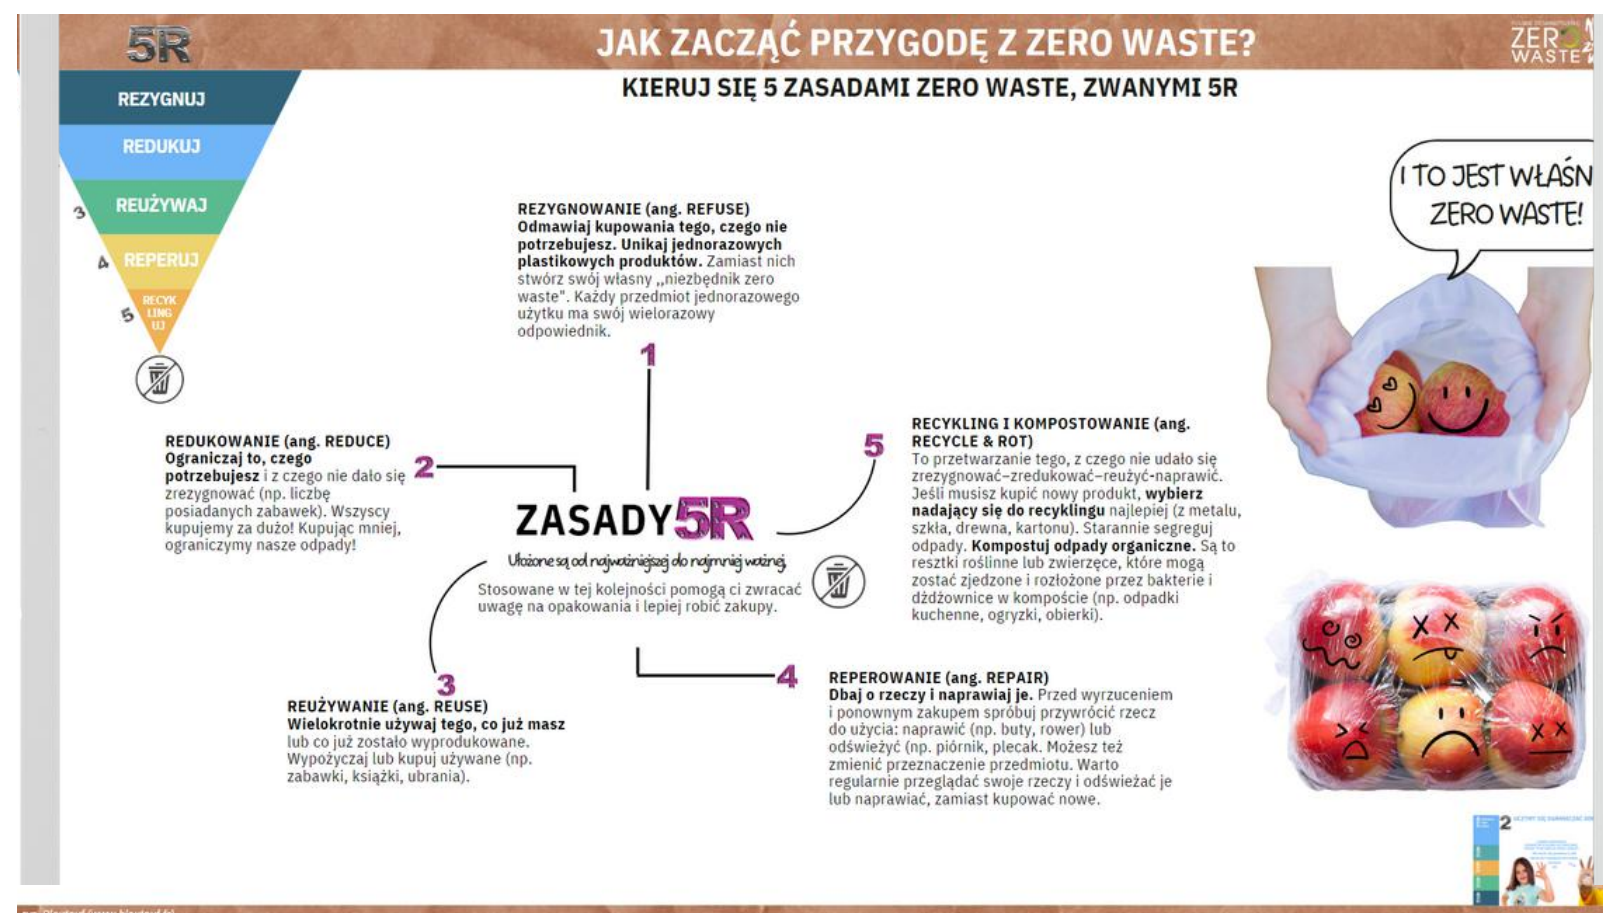 5R
JAK ZACZĄĆ PRZYGODĘ Z ZERO WASTE?
ZERO
WASTE
KIERUJ SIĘ 5 ZASADAMI ZERO WASTE, ZWANYMI 5R
REZYGNUJ
REDUKUJ
3 REUŻYWAJ
4 REPERUJ
5 RECYK
LING
UJ
I TO JEST WŁAŚN
ZERO WASTE!
REZYGNOWANIE (ang. REFUSE)
Odmawiaj kupowania tego, czego nie
potrzebujesz. Unikaj jednorazowych
plastikowych produktów. Zamiast nich
stwórz swój własny ,,niezbędnik zero
waste". Każdy przedmiot jednorazowego
użytku ma swój wielorazowy
odpowiednik.
1
REDUKOWANIE (ang. REDUCE)
Ograniczaj to, czego
potrzebujesz i z czego nie dało się
zrezygnować (np. liczbę
posiadanych zabawek). Wszyscy
kupujemy za dużo! Kupując mniej,
ograniczymy nasze odpady!
2
ZASADY 5R
Ułożone są od najważniejszej do najmniej ważnej,
Stosowane w tej kolejności pomogą ci zwracać
uwagę na opakowania i lepiej robić zakupy.
5
RECYKLING I KOMPOSTOWANIE (ang.
RECYCLE & ROT)
To przetwarzanie tego, z czego nie udało się
zrezygnować–zredukować–reużyć-naprawić.
Jeśli musisz kupić nowy produkt, wybierz
nadający się do recyklingu najlepiej (z metalu,
szkła, drewna, kartonu). Starannie segreguj
odpady. Kompostuj odpady organiczne. Są to
resztki roślinne lub zwierzęce, które mogą
zostać zjedzone i rozłożone przez bakterie i
dżdżownice w kompoście (np. odpadki
kuchenne, ogryzki, obierki).
3
REUŻYWANIE (ang. REUSE)
Wielokrotnie używaj tego, co już masz
lub co już zostało wyprodukowane.
Wypożyczaj lub kupuj używane (np.
zabawki, książki, ubrania).
4
REPEROWANIE (ang. REPAIR)
Dbaj o rzeczy i naprawiaj je. Przed wyrzuceniem
i ponownym zakupem spróbuj przywrócić rzecz
do użycia: naprawić (np. buty, rower) lub
odświeżyć (np. piórnik, plecak. Możesz też
zmienić przeznaczenie przedmiotu. Warto
regularnie przeglądać swoje rzeczy i odświeżać je
lub naprawiać, zamiast kupować nowe.
2